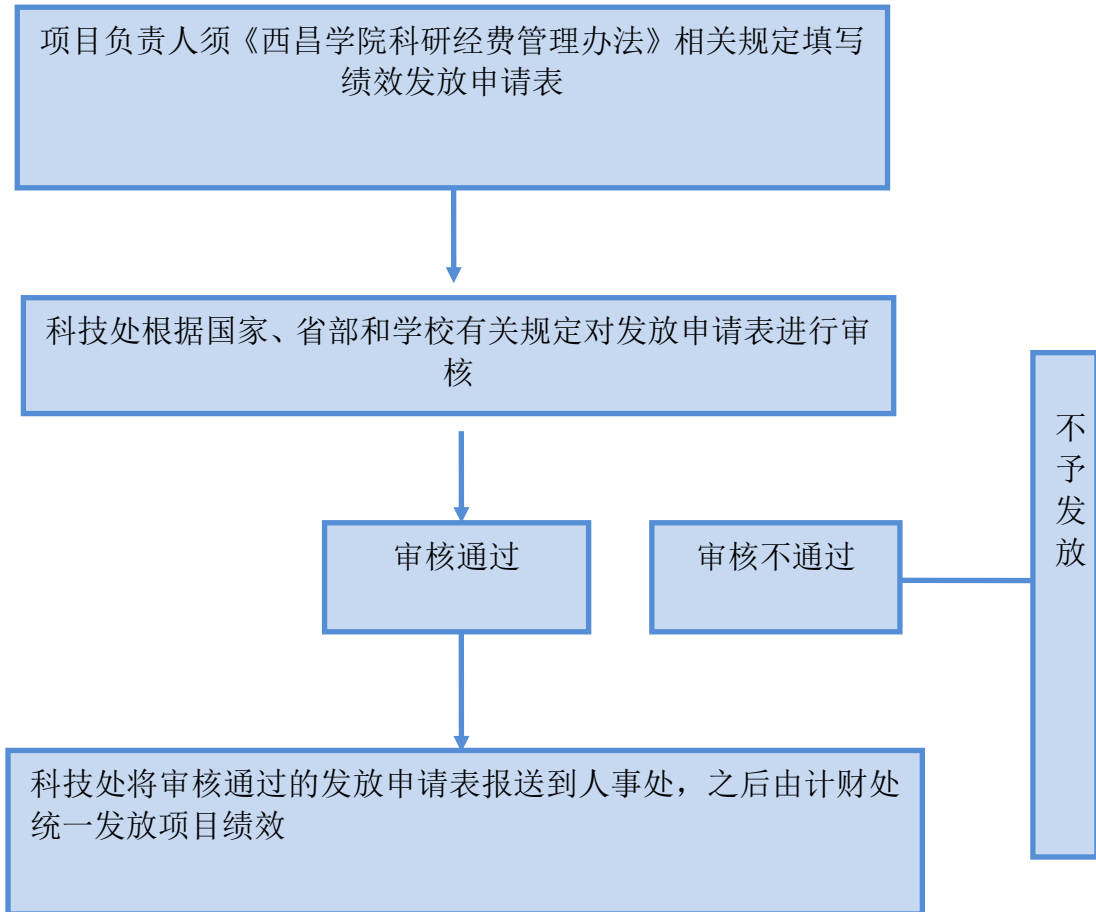 项目负责人须《西昌学院科研经费管理办法》相关规定填写
绩效发放申请表
科技处根据国家、省部和学校有关规定对发放申请表进行审
核
审核通过
审核不通过
不
予
发
放
科技处将审核通过的发放申请表报送到人事处，之后由计财处
统一发放项目绩效